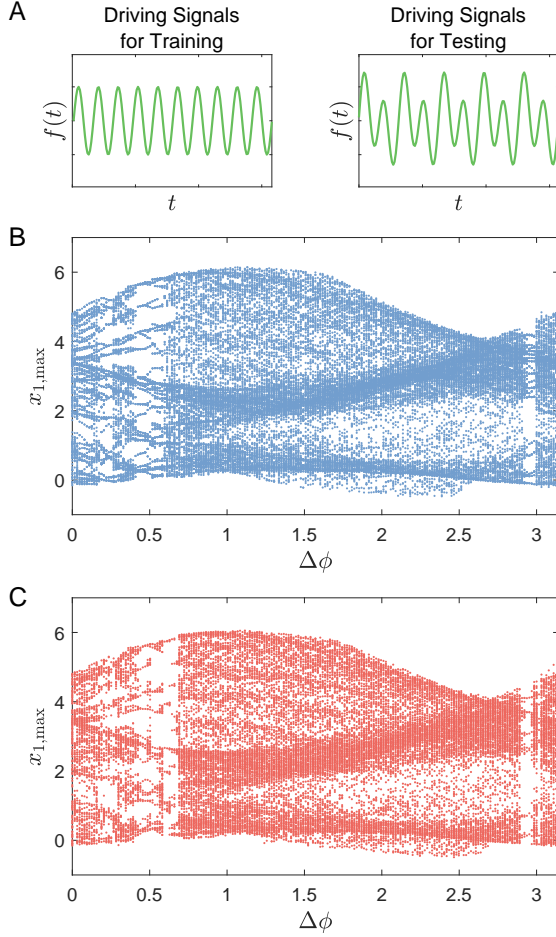 A
Driving Signals
for Training
Driving Signals
for Testing
f(t)
t
f(t)
t
B
6
4
2
0
x1,max
0 0.5 1 1.5 2 2.5 3
Δϕ
C
6
4
2
0
x1,max
0 0.5 1 1.5 2 2.5 3
Δϕ